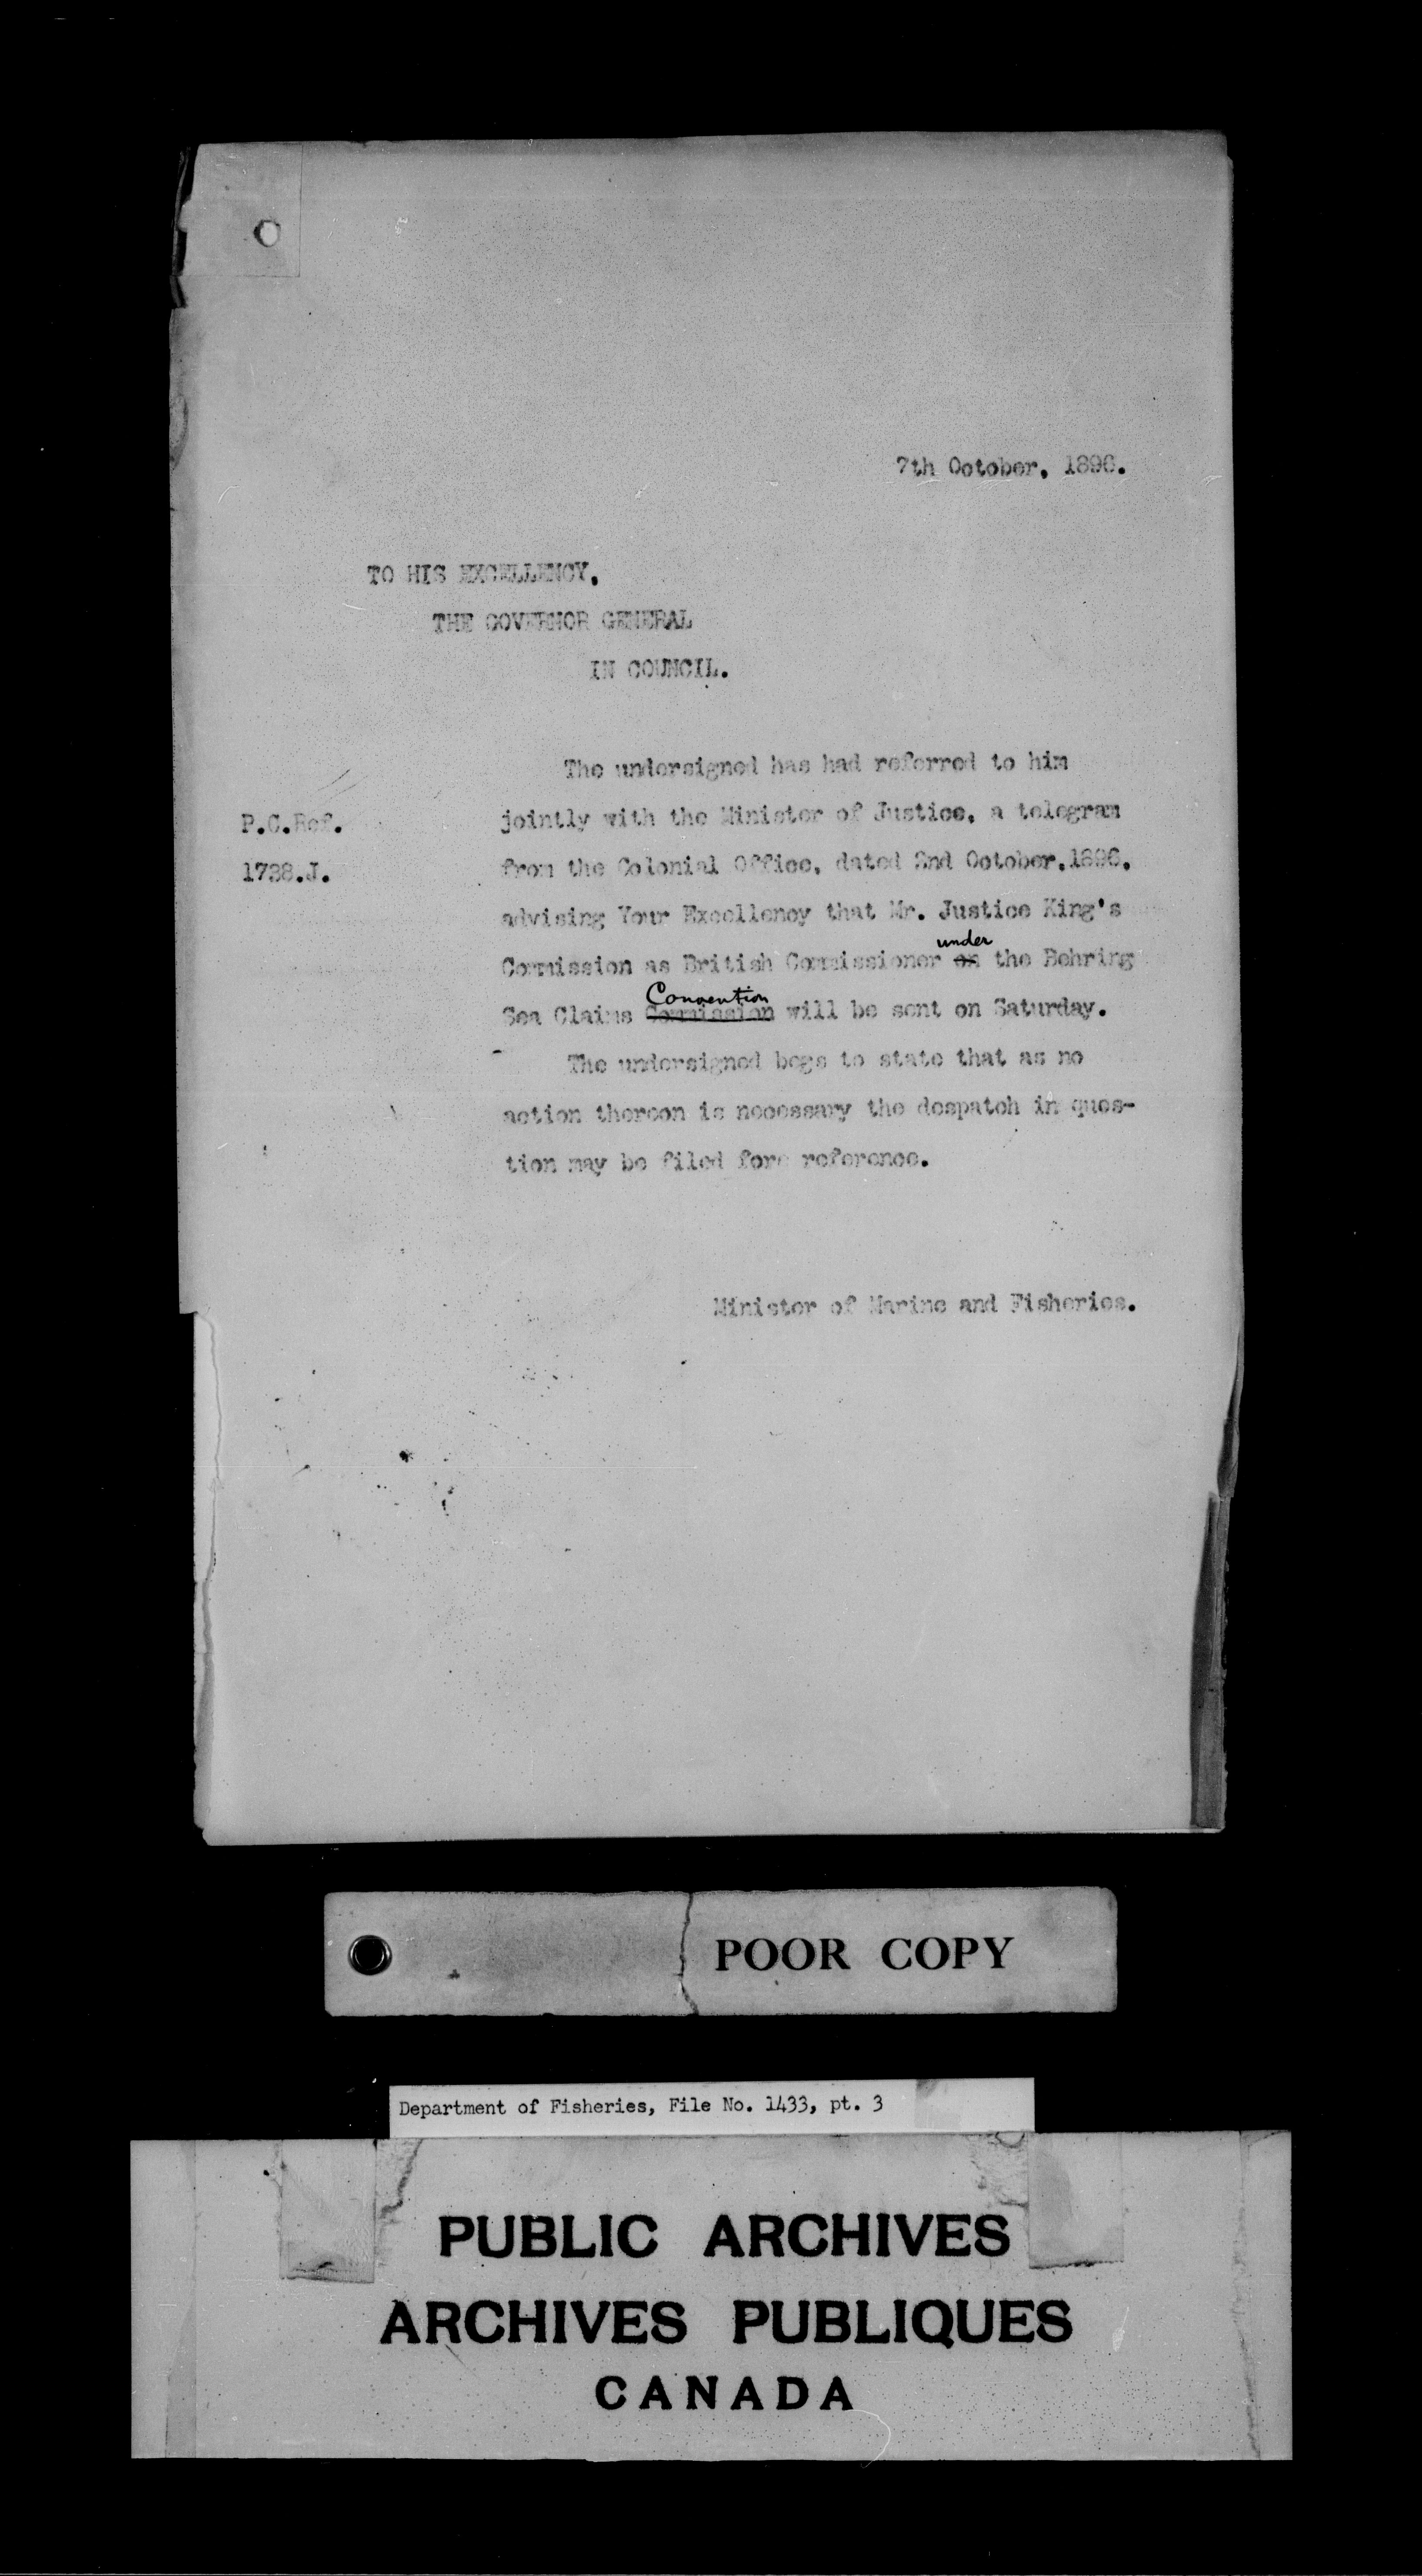 7th October, 1896.
TO HIS EXCELLENCY,
THE GOVERNOR GENERAL
IN COUNCIL.
The undersigned has had referred to him
jointly with the Minister of Justice, a telegram
P.C.Ref.
from the Colonial Office, dated 2nd October,1896,
1738.J.
advising Your Excellency that Mr. Justice King's
under
Commission as British Commissioner on the Behring
Convention
Sea Claims Commission will be sent on Saturday.
The undersigned begs to state that as no
action thereon is necessary the despatch in ques-
tion may be filed fore reference.
Minister of Marine and Fisheries.
POOR COPY
Department of Fisheries, File No. 1433, pt. 3
PUBLIC ARCHIVES
ARCHIVES PUBLIQUES
CANADA